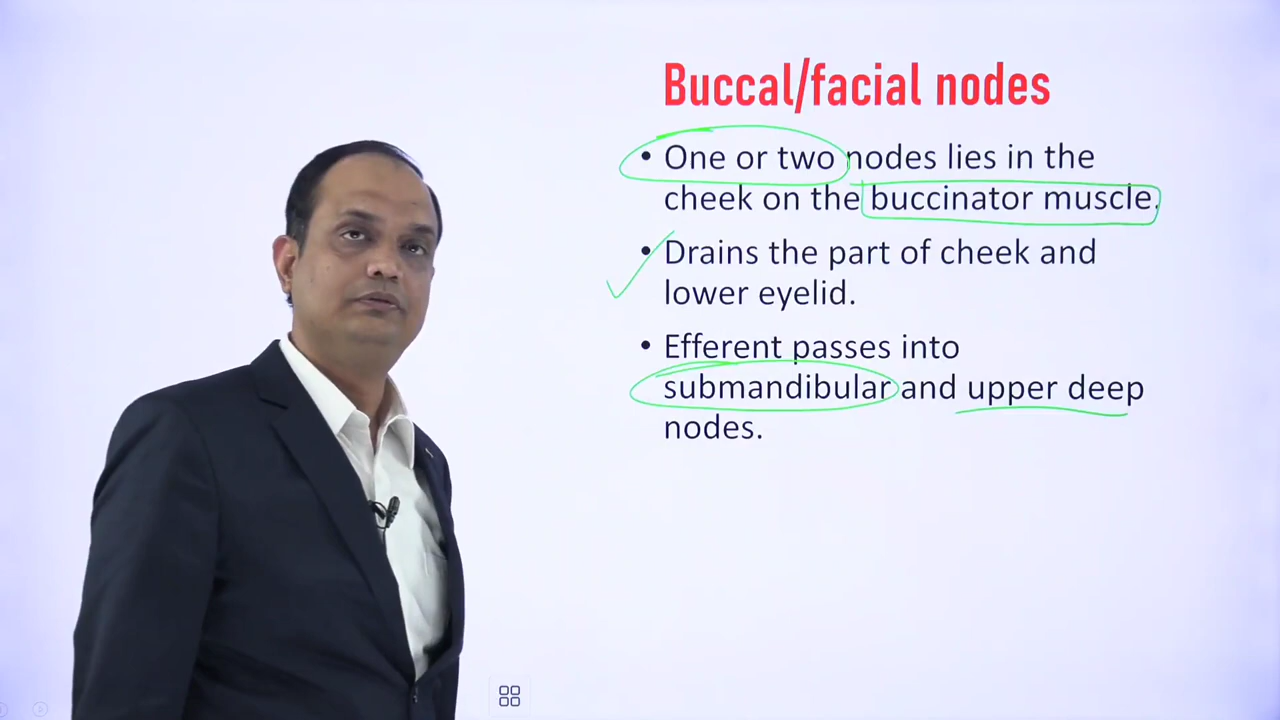 Buccal/facial nodes
• One or two nodes lies in the
cheek on the buccinator muscle.
• Drains the part of cheek and
lower eyelid.
• Efferent passes into
submandibular and upper deep
nodes.